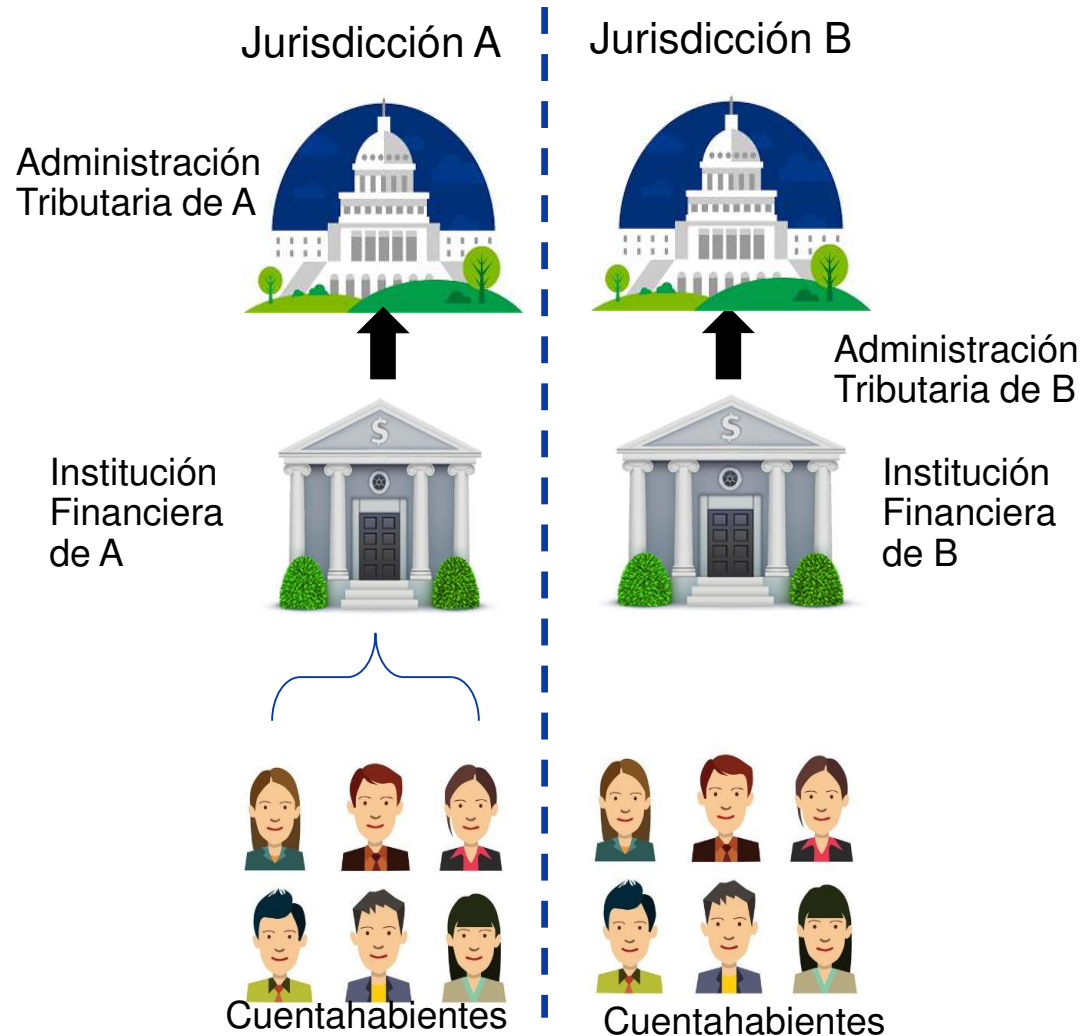 Jurisdicción A
Jurisdicción B
Administración
Tributaria de A
Administración
Tributaria de B
$
$
Institución
Financiera
de A
Institución
Financiera
de B
Cuentahabientes
Cuentahabientes